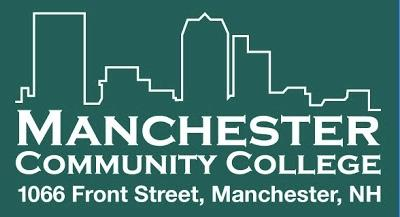 MANCHESTER
COMMUNITY COLLEGE
1066 Front Street, Manchester, NH